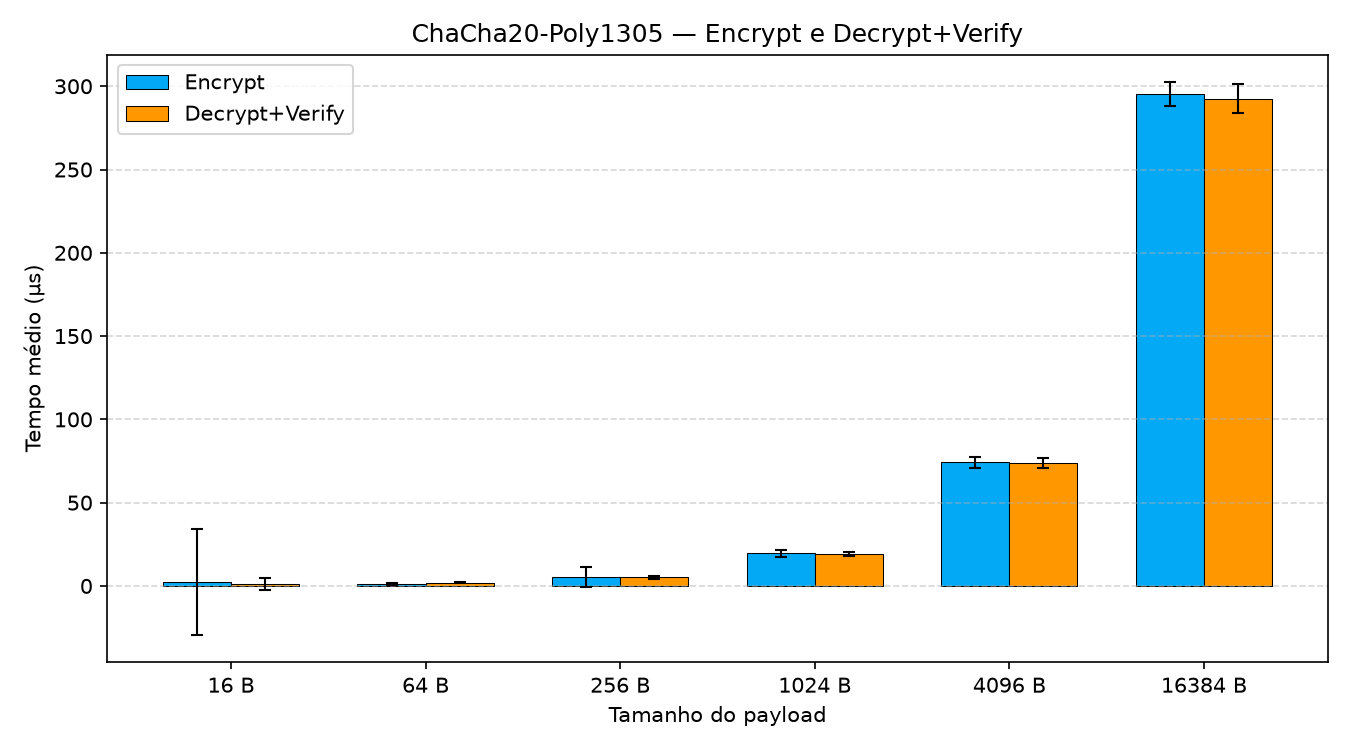 ChaCha20-Poly1305 — Encrypt e Decrypt+Verify
Encrypt
Decrypt+Verify
Tempo médio (µs)
300
250
200
150
100
50
0
16 B
64 B
256 B
1024 B
4096 B
16384 B
Tamanho do payload